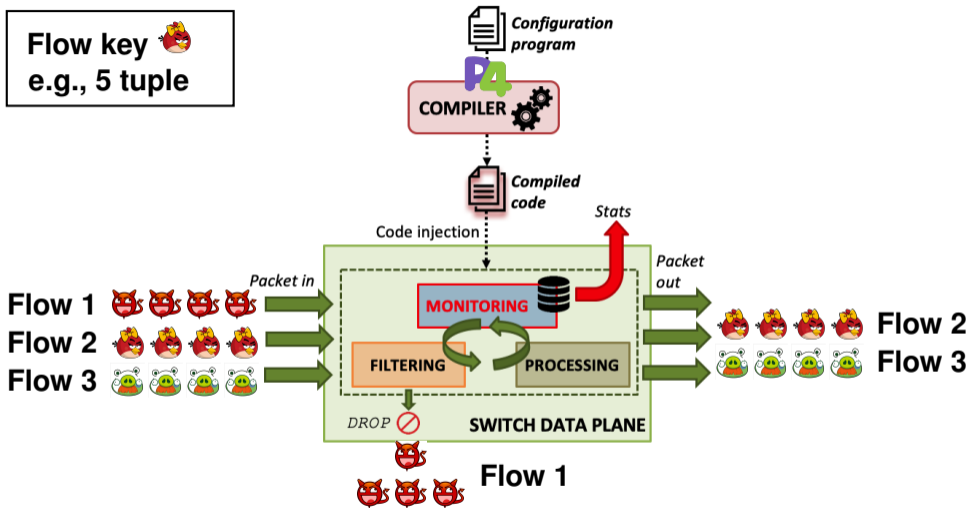 Flow key
e.g., 5 tuple
Configuration
program
P4
COMPILER
Compiled
code
Code injection
Stats
Packet in
Packet
out
MONITORING
FILTERING
PROCESSING
Flow 1
Flow 2
Flow 3
Flow 2
Flow 3
DROP
SWITCH DATA PLANE
Flow 1